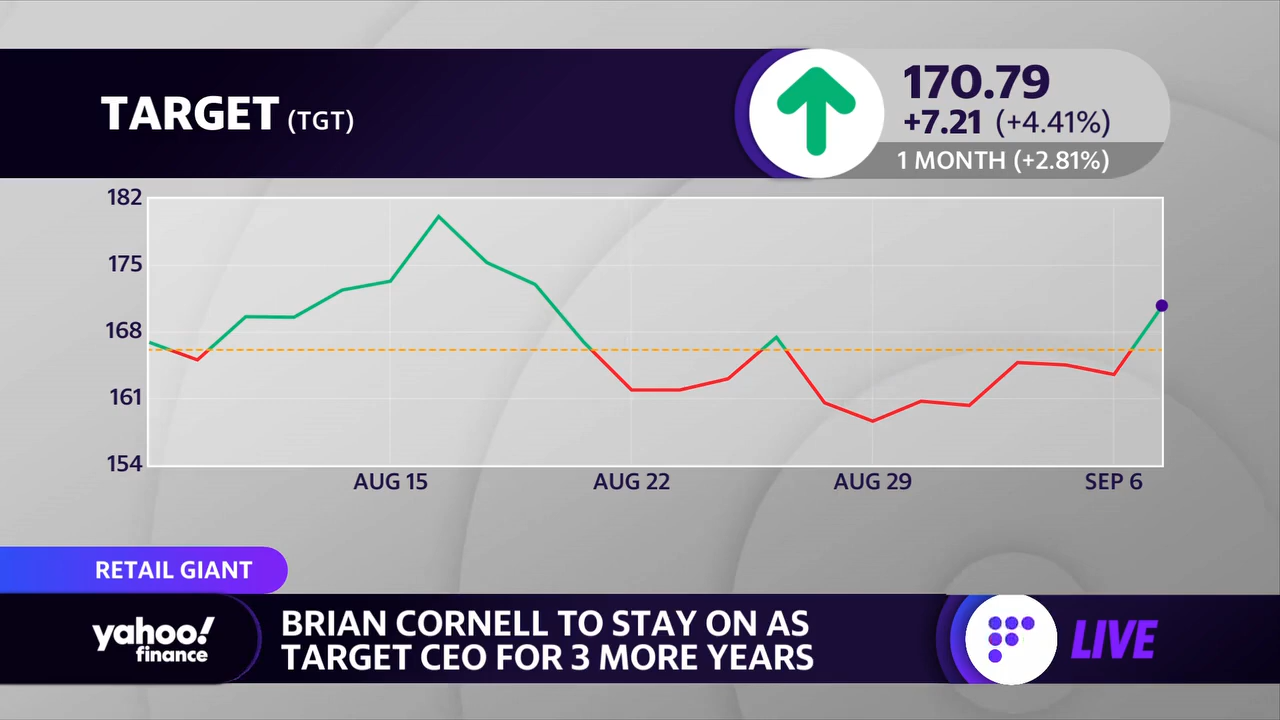 TARGET (TGT)
170.79
+7.21 (+4.41%)
1 MONTH (+2.81%)
182
175
168
161
154
AUG 15
AUG 22
AUG 29
SEP 6
RETAIL GIANT
yahoo!
finance
BRIAN CORNELL TO STAY ON AS
TARGET CEO FOR 3 MORE YEARS
LIVE